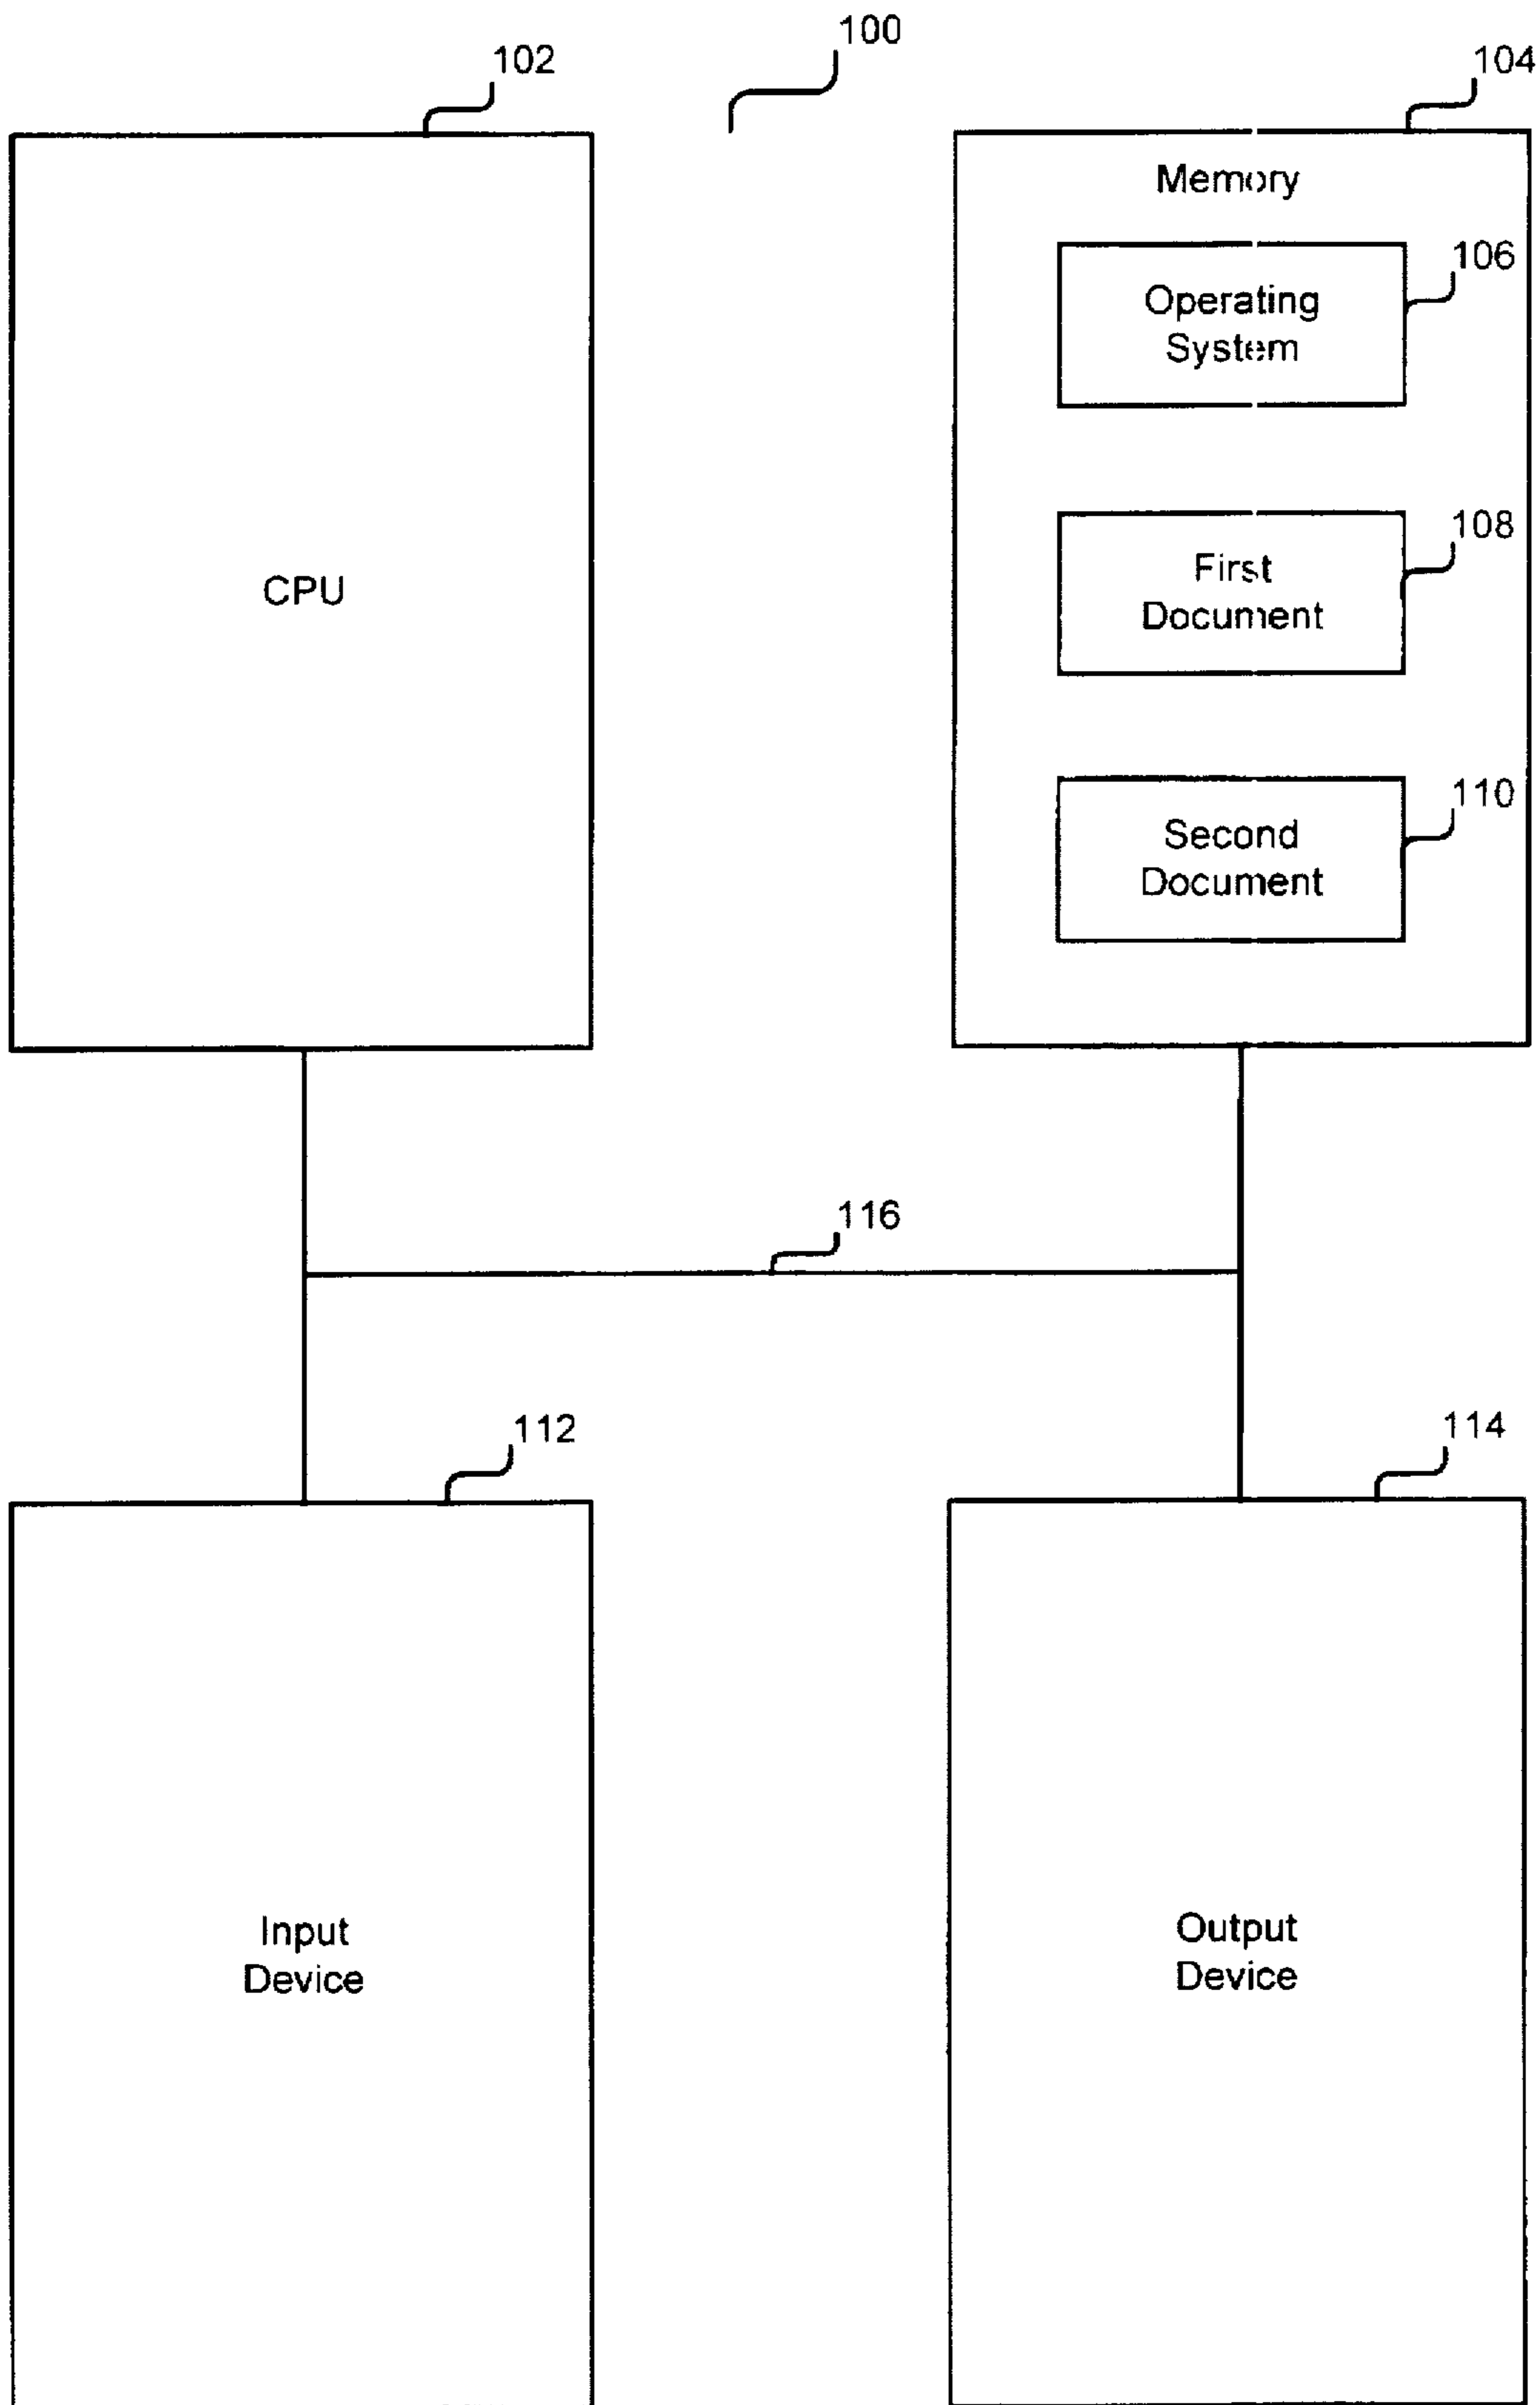 100
102
104
Memory
106
Operating
System
108
First
Document
CPU
110
Second
Document
116
112
114
Input
Device
Output
Device